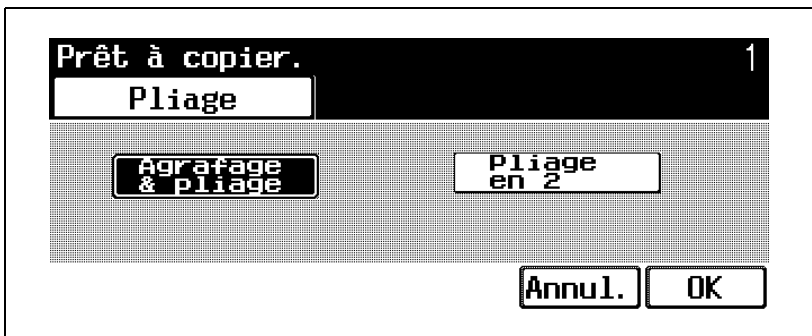 Prêt à copier. 1
Pliage
Agrafage
& pliage
Pliage
en 2
Annul. OK